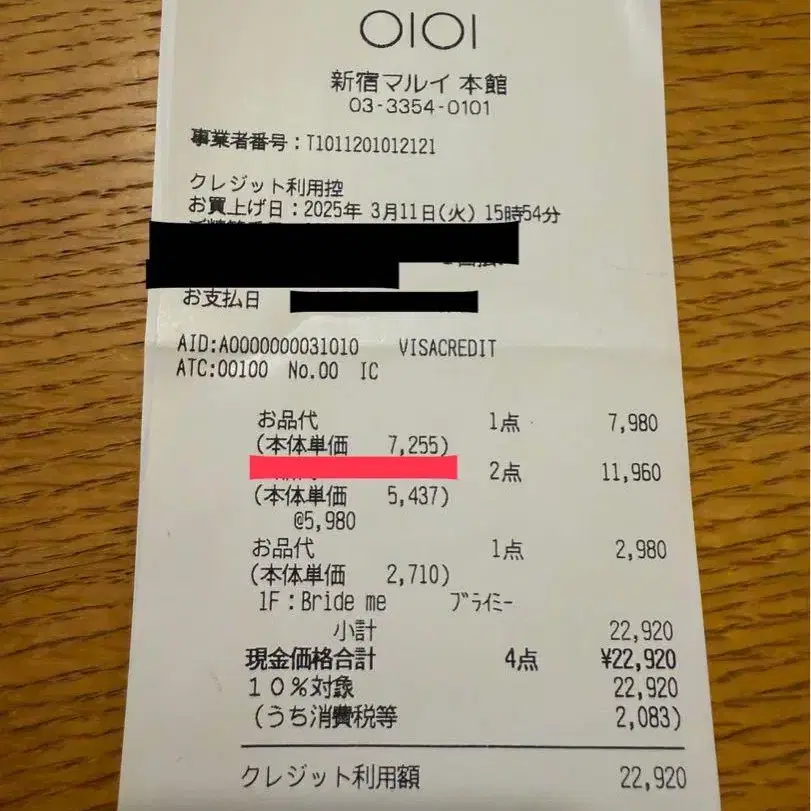 OIOI
新宿マルイ 本館
03-3354-0101
事業者番号：T1011201012121
クレジット利用控
お買上げ日：2025年 3月11日(火) 15時54分
お支払日
AID:A0000000031010 VISACREDIT
ATC:00100 No.00 IC
お品代 1点 7,980
(本体単価 7,255)
2点 11,960
(本体単価 5,437)
@5,980
お品代 1点 2,980
(本体単価 2,710)
1F：Bride me ﾌﾞﾗｲﾐｰ
小計 22,920
現金価格合計 4点 ¥22,920
１０％対象 22,920
(うち消費税等 2,083)
クレジット利用額 22,920